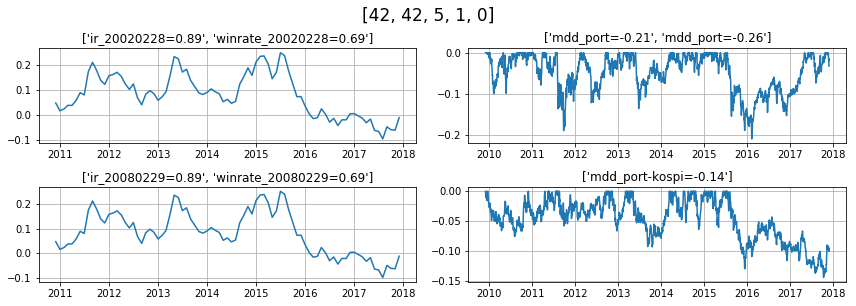 [42, 42, 5, 1, 0]
['ir_20020228=0.89', 'winrate_20020228=0.69']
0.2
0.1
0.0
−0.1
2011 2012 2013 2014 2015 2016 2017 2018
['mdd_port=-0.21', 'mdd_port=-0.26']
0.0
−0.1
−0.2
2010 2011 2012 2013 2014 2015 2016 2017 2018
['ir_20080229=0.89', 'winrate_20080229=0.69']
0.2
0.1
0.0
−0.1
2011 2012 2013 2014 2015 2016 2017 2018
['mdd_port-kospi=-0.14']
0.00
−0.05
−0.10
−0.15
2010 2011 2012 2013 2014 2015 2016 2017 2018